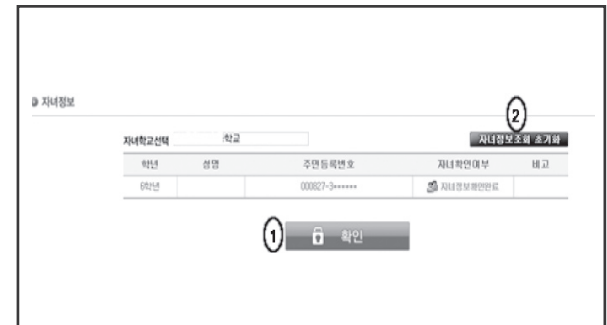 자녀정보
②
자녀학교선택 학교 자녀정보조회 초기화
학년 성명 주민등록번호 자녀확인여부 비고
6학년 000827-3****** 자녀정보확인완료
① 확인